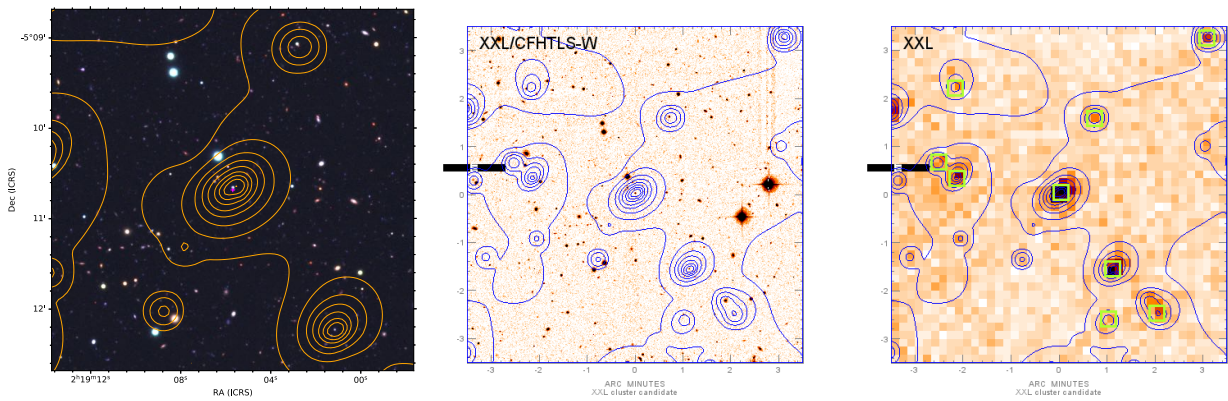 -5°09'
10'
11'
12'
Dec (ICRS)
2ʰ19ᵐ12ˢ 08ˢ 04ˢ 00ˢ
RA (ICRS)
XXL/CFHTLS-W
3
2
1
0
-1
-2
-3
-3 -2 -1 0 1 2 3
ARC MINUTES
XXL cluster candidate
XXL
3
2
1
0
-1
-2
-3
-3 -2 -1 0 1 2 3
ARC MINUTES
XXL cluster candidate